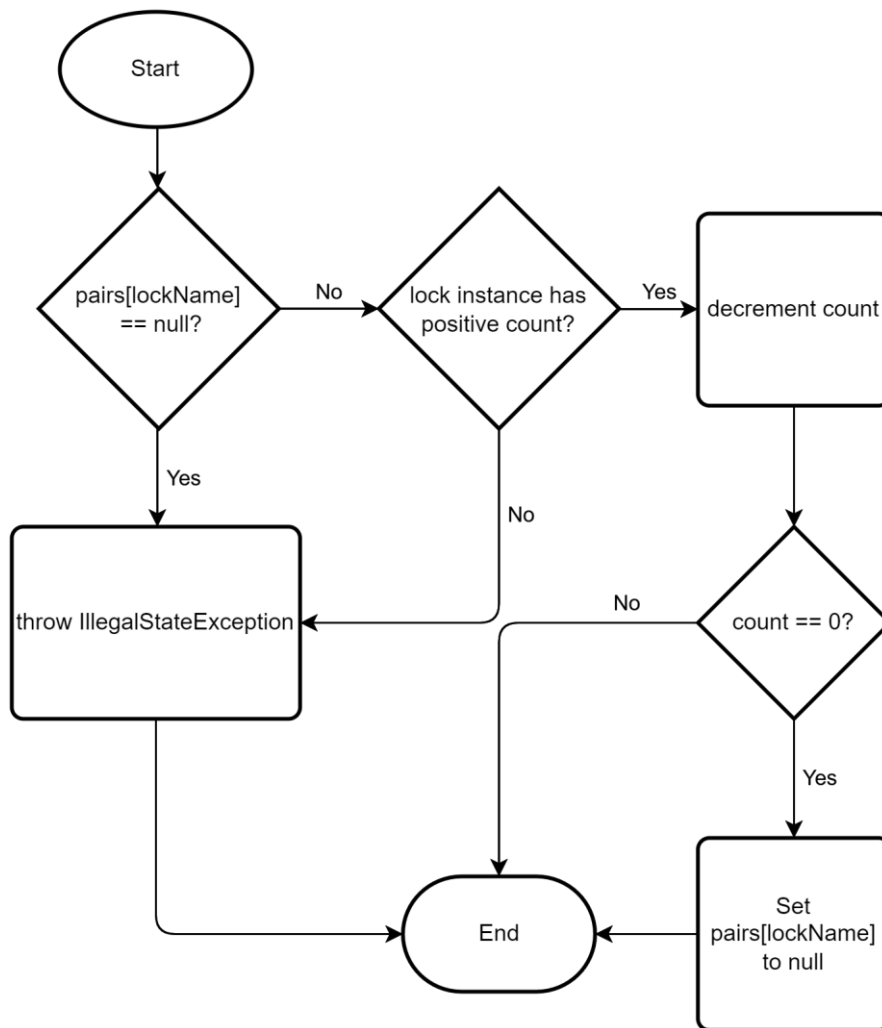 Start
pairs[lockName]
== null?
No
lock instance has
positive count?
Yes
decrement count
Yes
No
throw IllegalStateException
No
count == 0?
Yes
End
Set
pairs[lockName]
to null